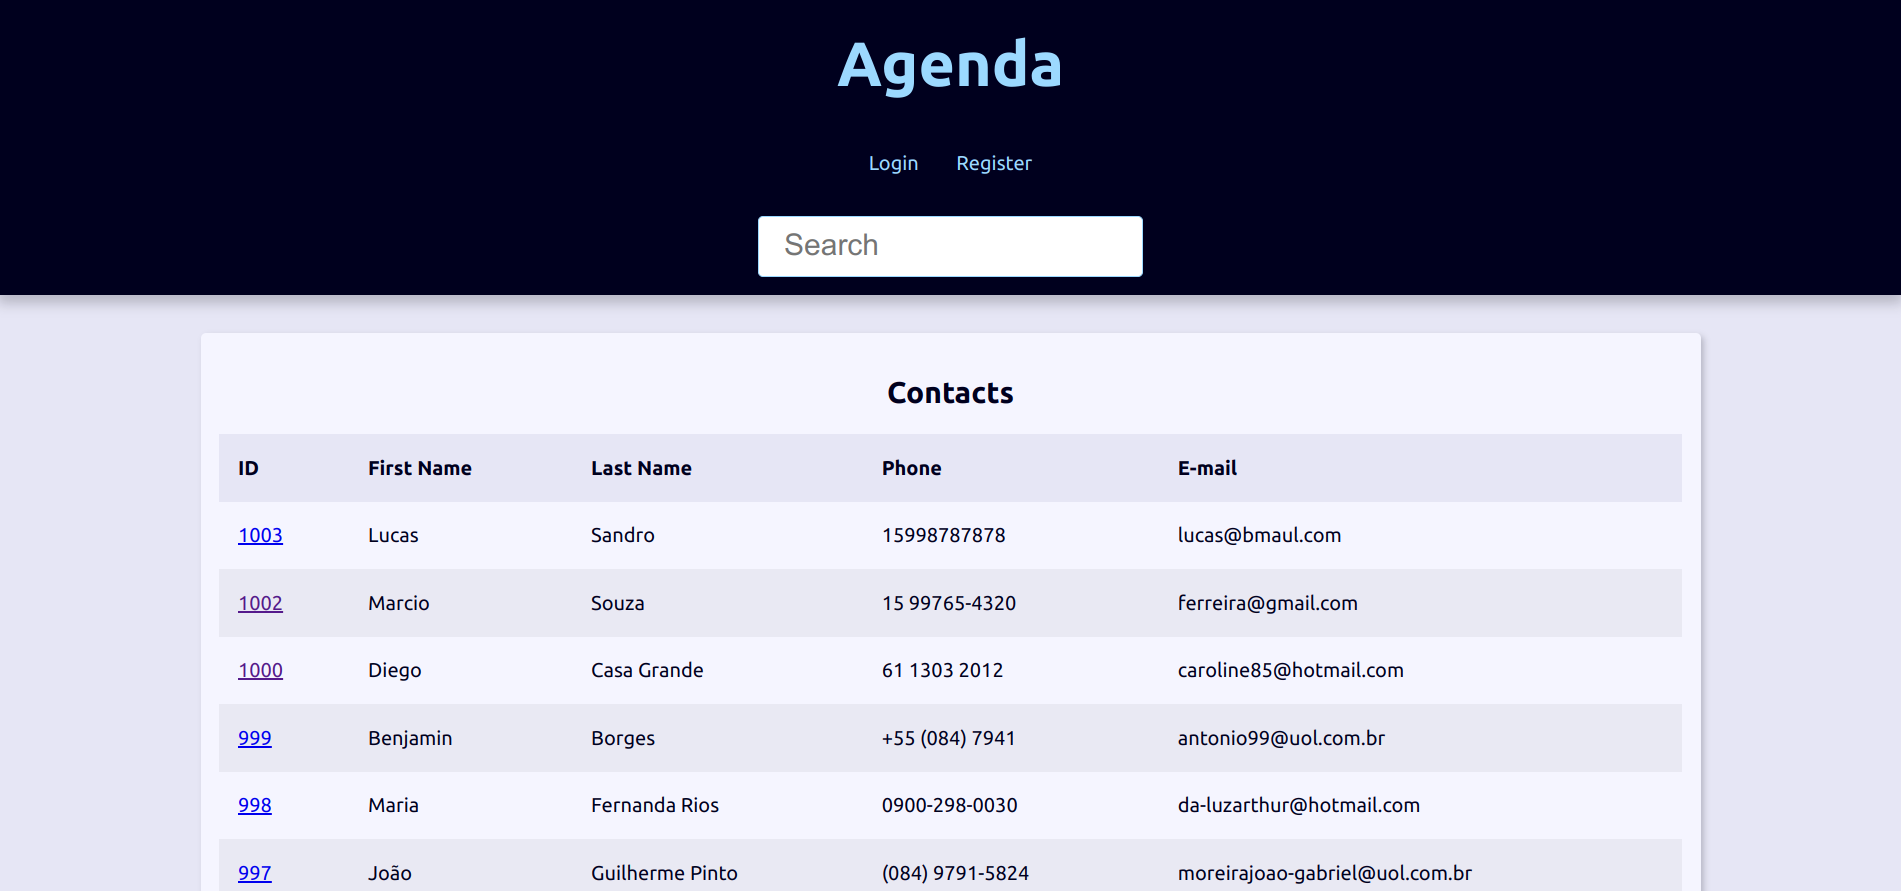 Agenda
Login Register
Search
Contacts
ID First Name Last Name Phone E-mail
1003 Lucas Sandro 15998787878 lucas@bmaul.com
1002 Marcio Souza 15 99765-4320 ferreira@gmail.com
1000 Diego Casa Grande 61 1303 2012 caroline85@hotmail.com
999 Benjamin Borges +55 (084) 7941 antonio99@uol.com.br
998 Maria Fernanda Rios 0900-298-0030 da-luzarthur@hotmail.com
997 João Guilherme Pinto (084) 9791-5824 moreirajoao-gabriel@uol.com.br